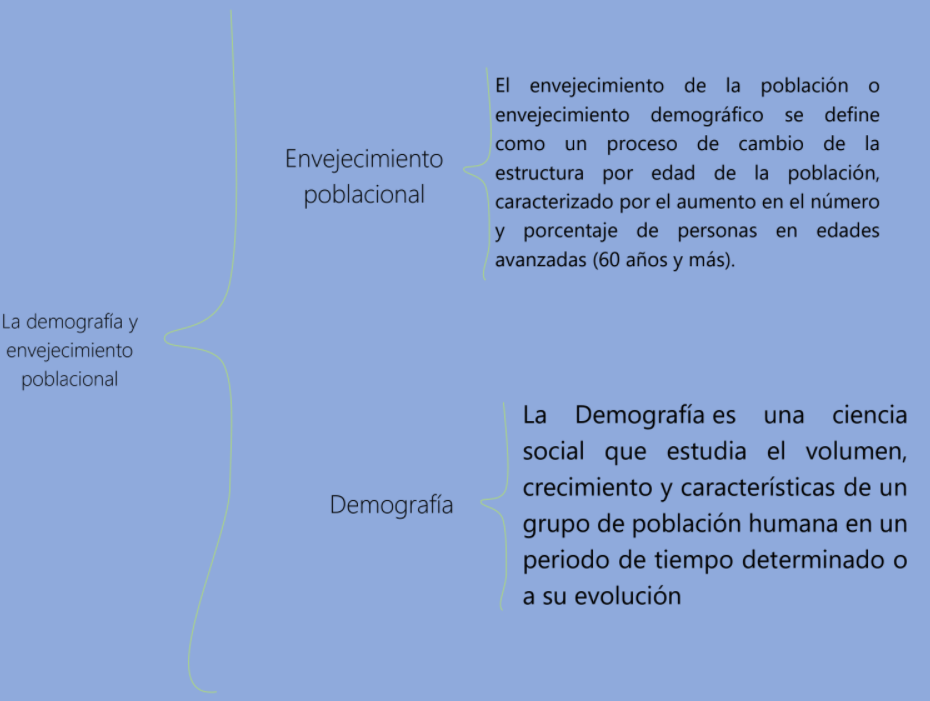 La demografía y
envejecimiento
poblacional
Envejecimiento
poblacional
El envejecimiento de la población o
envejecimiento demográfico se define
como un proceso de cambio de la
estructura por edad de la población,
caracterizado por el aumento en el número
y porcentaje de personas en edades
avanzadas (60 años y más).
Demografía
La Demografía es una ciencia
social que estudia el volumen,
crecimiento y características de un
grupo de población humana en un
periodo de tiempo determinado o
a su evolución